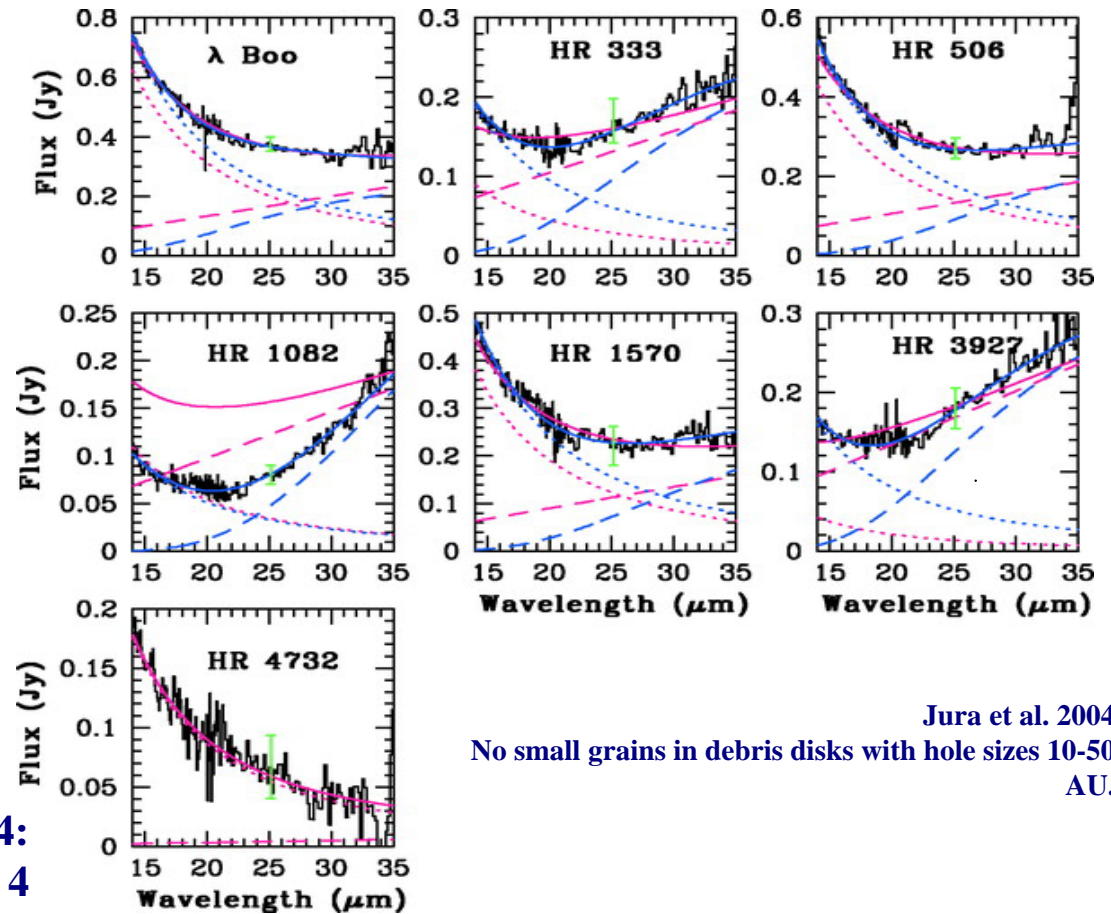 0.8
0.6
0.4
0.2
0
Flux (Jy)
λ Boo
15 20 25 30 35
0.3
0.2
0.1
0
HR 333
15 20 25 30 35
0.6
0.4
0.2
0
HR 506
15 20 25 30 35
0.25
0.2
0.15
0.1
0.05
0
Flux (Jy)
HR 1082
15 20 25 30 35
0.5
0.4
0.3
0.2
0.1
0
HR 1570
15 20 25 30 35
Wavelength (μm)
0.3
0.2
0.1
0
HR 3927
15 20 25 30 35
Wavelength (μm)
0.2
0.15
0.1
0.05
0
Flux (Jy)
HR 4732
15 20 25 30 35
Wavelength (μm)
Jura et al. 2004
No small grains in debris disks with hole sizes 10-50
AU.
4:
4